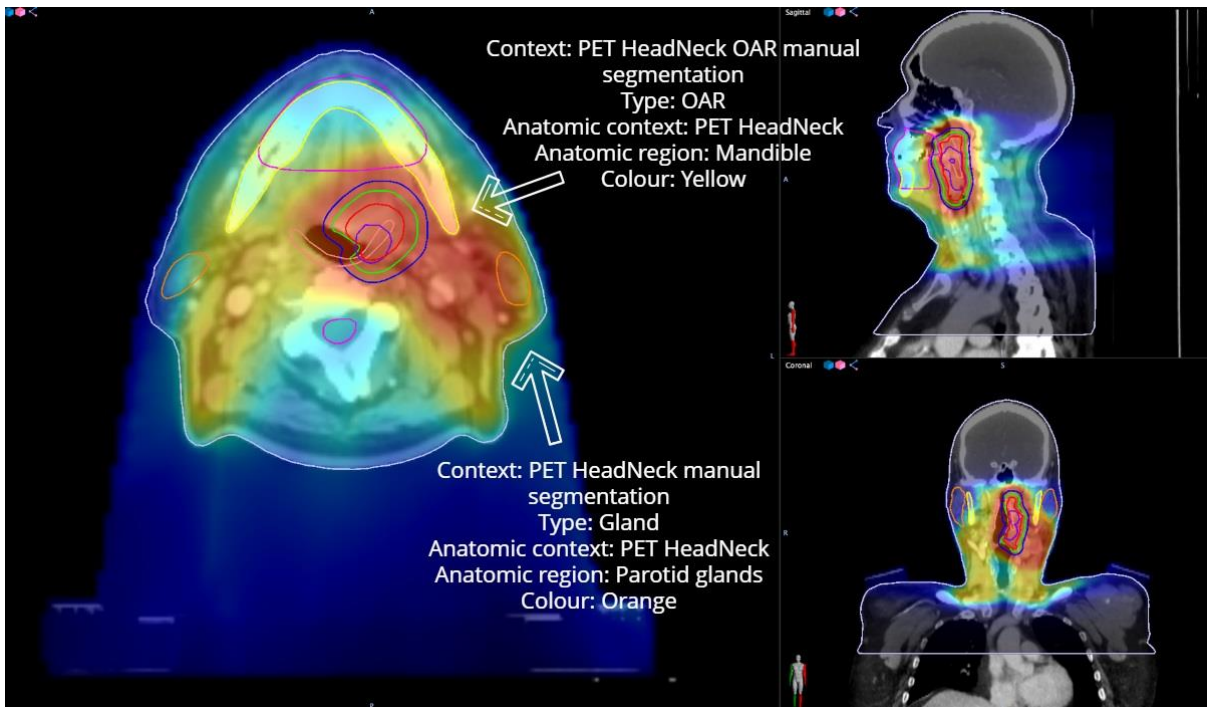 A
Sagittal
S
Context: PET HeadNeck OAR manual
segmentation
Type: OAR
Anatomic context: PET HeadNeck
Anatomic region: Mandible
Colour: Yellow
A
L
Coronal
S
Context: PET HeadNeck manual
segmentation
Type: Gland
Anatomic context: PET HeadNeck
Anatomic region: Parotid glands
Colour: Orange
R